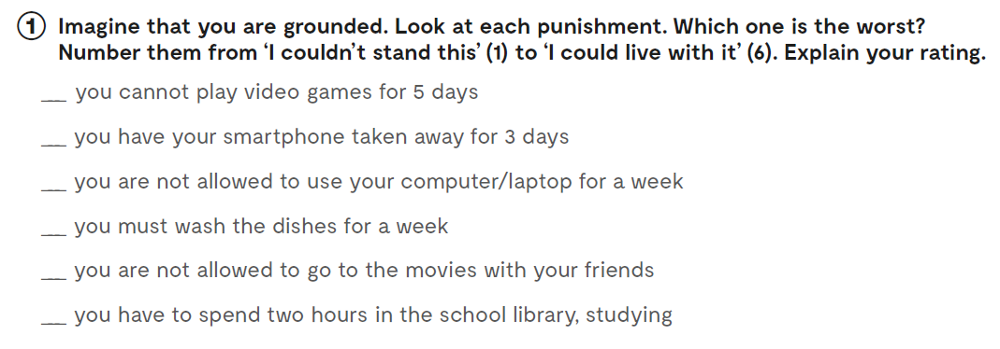 1 Imagine that you are grounded. Look at each punishment. Which one is the worst?
Number them from ‘I couldn’t stand this’ (1) to ‘I could live with it’ (6). Explain your rating.
__ you cannot play video games for 5 days
__ you have your smartphone taken away for 3 days
__ you are not allowed to use your computer/laptop for a week
__ you must wash the dishes for a week
__ you are not allowed to go to the movies with your friends
__ you have to spend two hours in the school library, studying